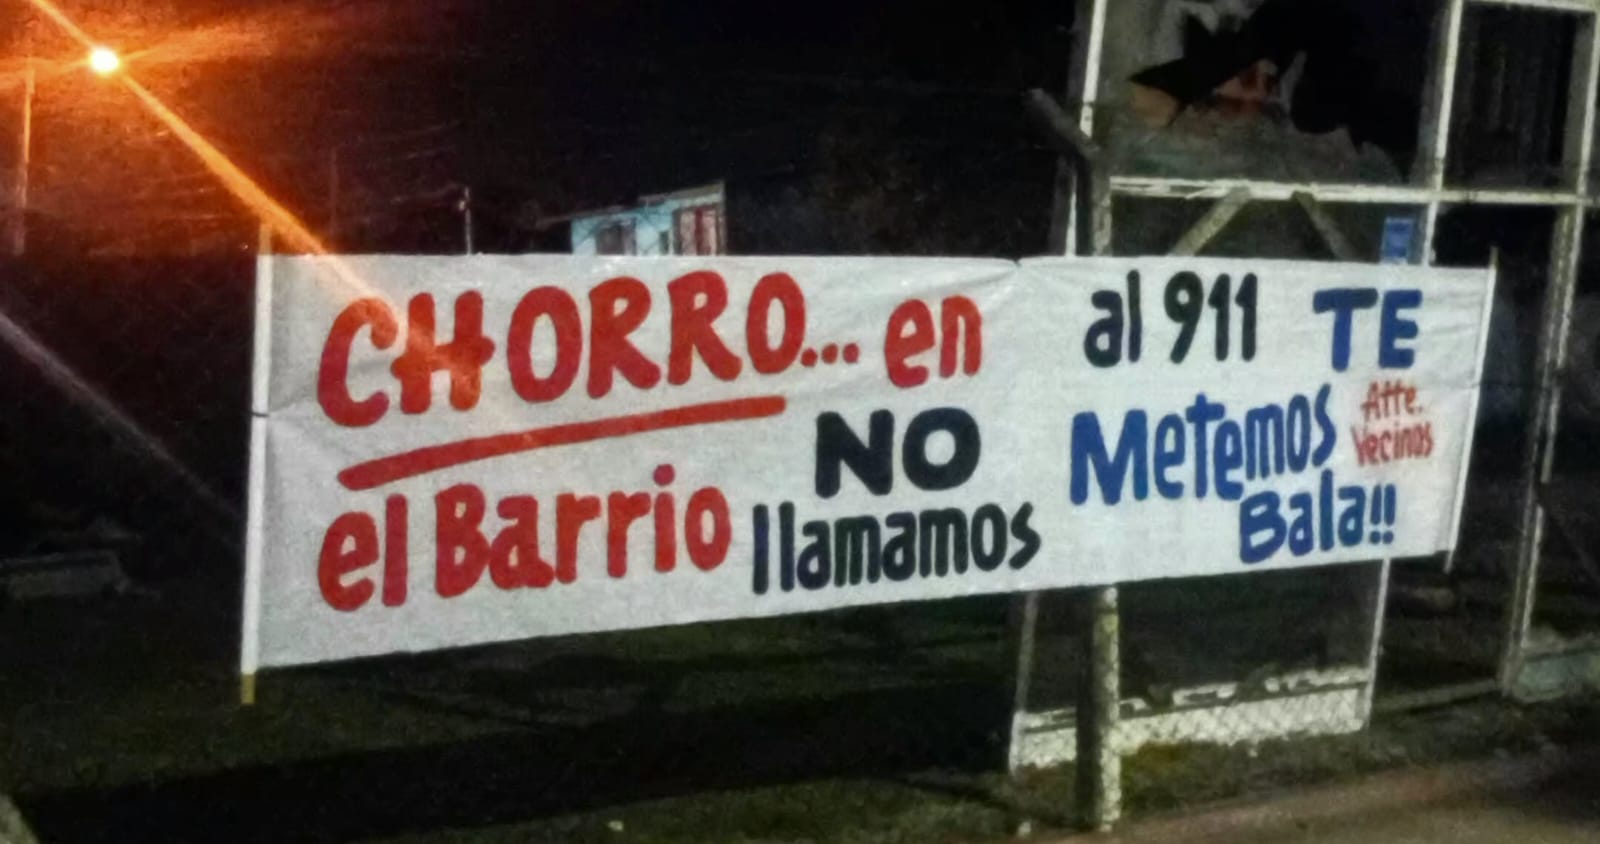 CHORRO... en
el Barrio NO
llamamos
al 911 TE
Metemos
Bala!!
Atte.
Vecinos